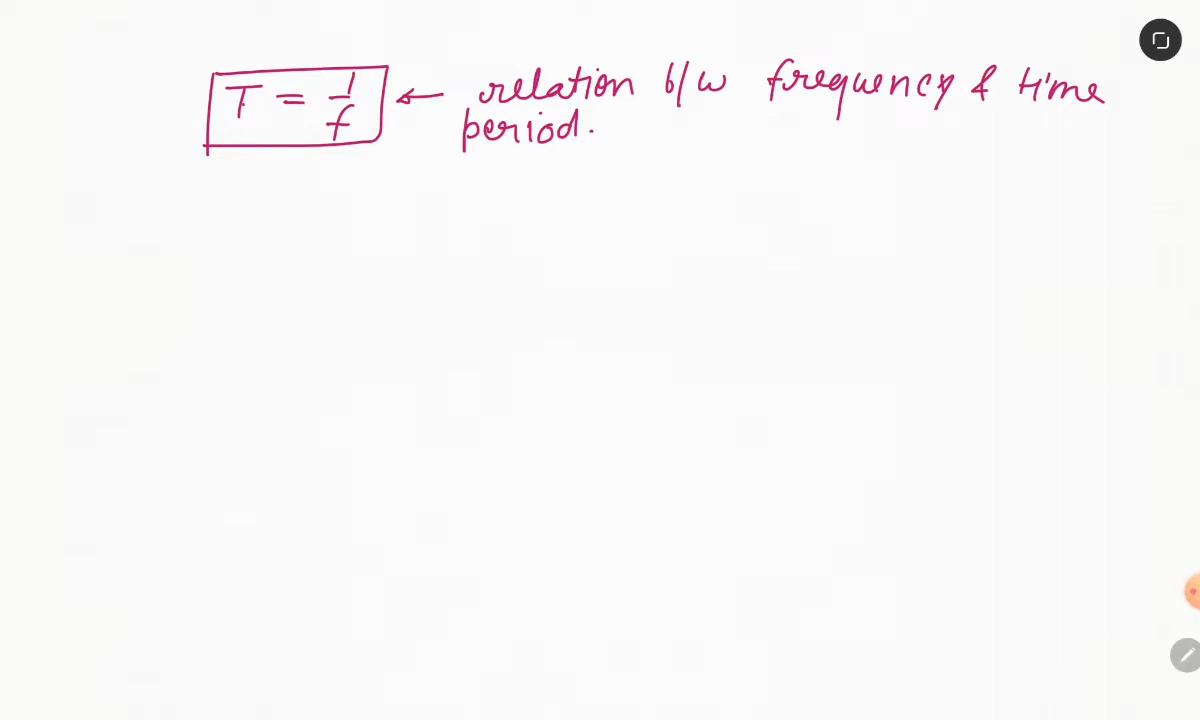 T = 1/f ← relation b/w frequency & time
period.